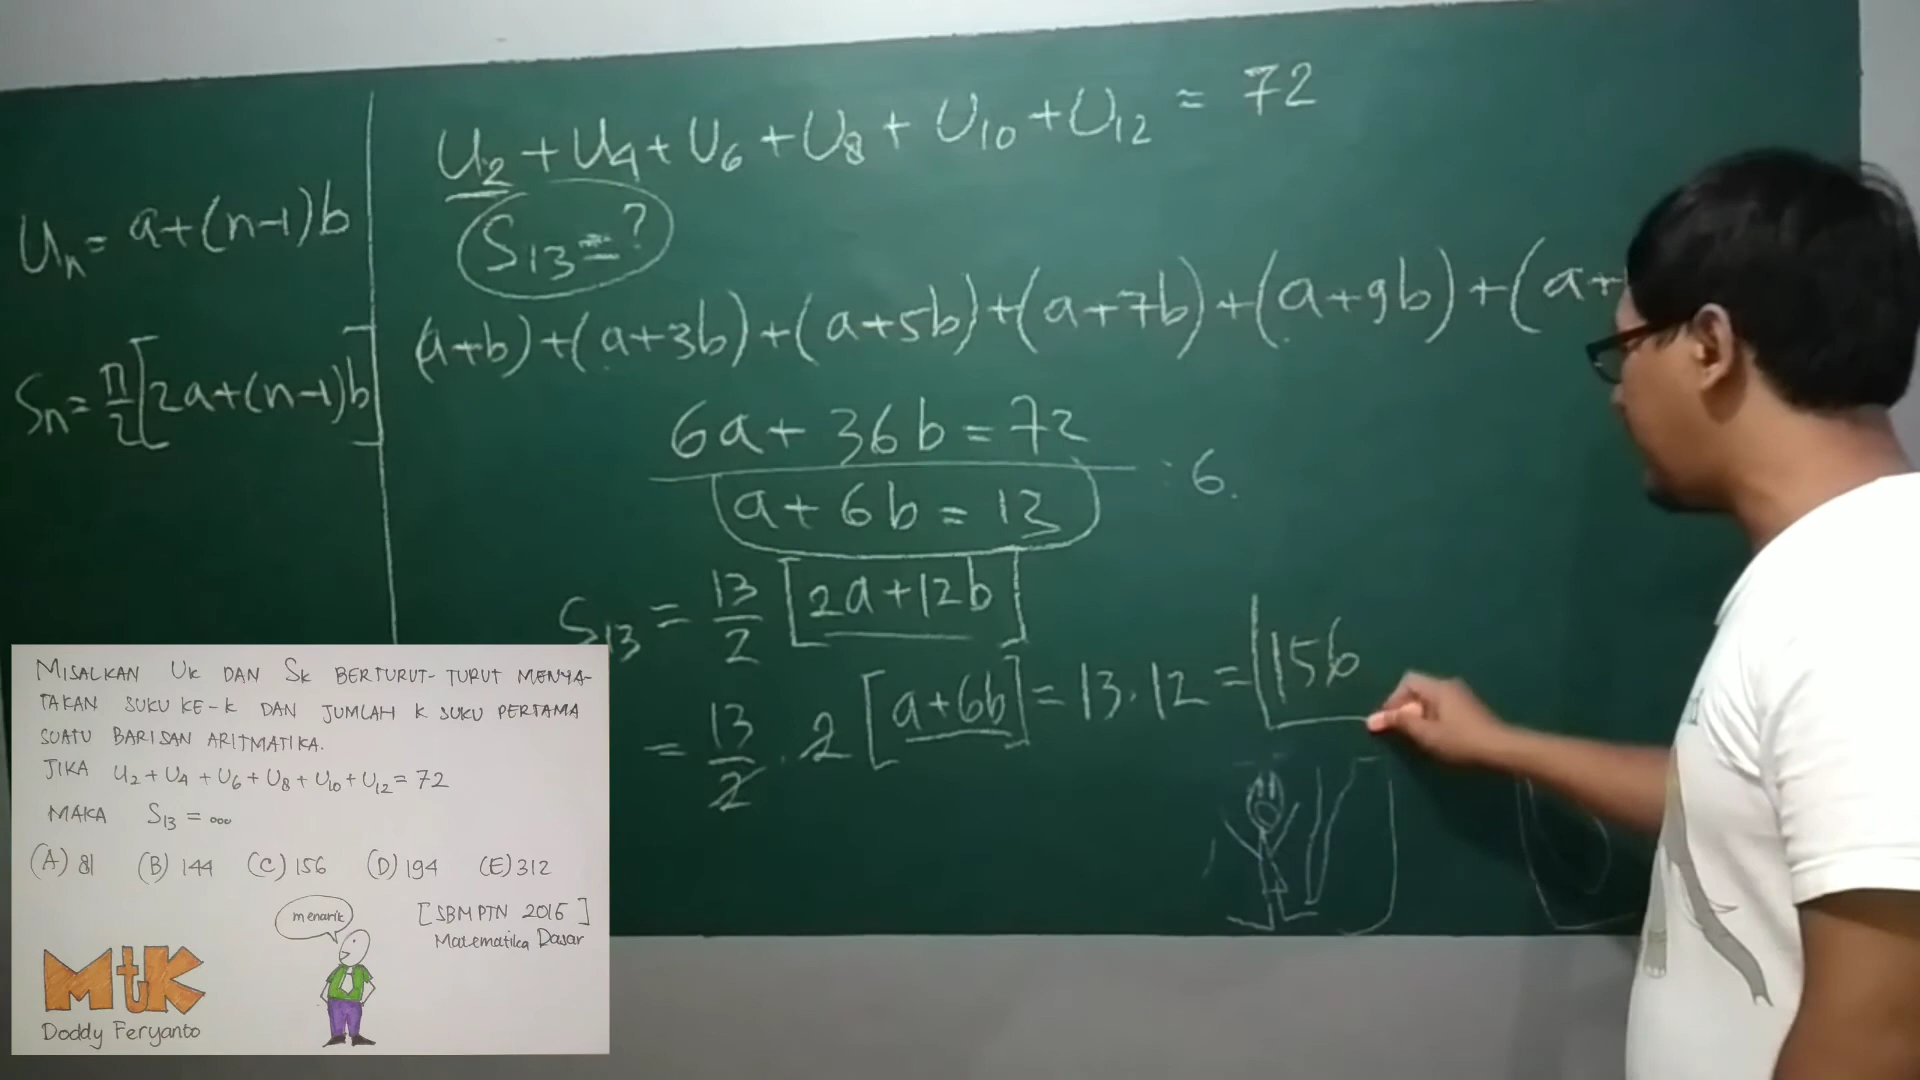 U2 + U4 + U6 + U8 + U10 + U12 = 72
S13 = ?
Un = a+(n-1)b
Sn = n/2 [2a+(n-1)b]
(a+b)+(a+3b)+(a+5b)+(a+7b)+(a+9b)+(a+
6a + 36b = 72
: 6.
a + 6b = 13
S13 = 13/2 [2a+12b]
= 13/2 . 2 [a+6b] = 13 . 12 = 156
MISALKAN UK DAN SK BERTURUT-TURUT MENYA-
TAKAN SUKU KE-K DAN JUMLAH K SUKU PERTAMA
SUATU BARISAN ARITMATIKA.
JIKA U2 + U4 + U6 + U8 + U10 + U12 = 72
MAKA S13 = ...
(A) 81 (B) 144 (C) 156 (D) 194 (E) 312
menarik
[SBMPTN 2016]
Matematika Dasar
MtK
Doddy Feryanto